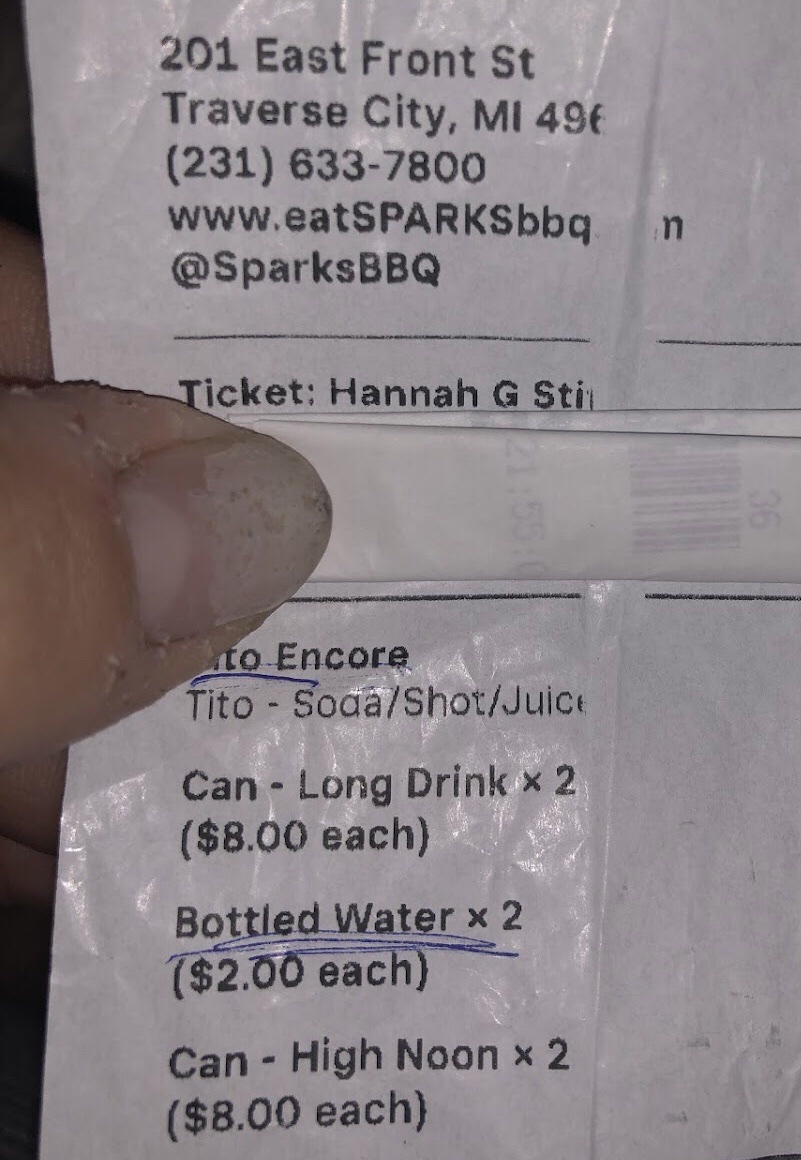 201 East Front St
Traverse City, MI 496
(231) 633-7800
www.eatSPARKSbbq n
@SparksBBQ
Ticket: Hannah G
Encore
Tito - Soda/Shot/Juice
Can - Long Drink × 2
($8.00 each)
Bottled Water × 2
($2.00 each)
Can - High Noon × 2
($8.00 each)